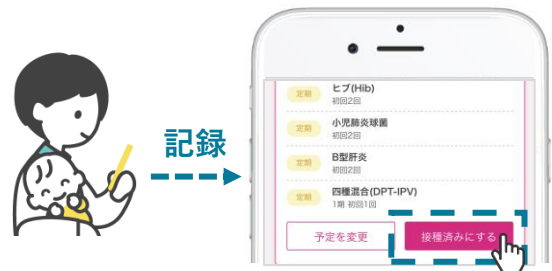 記録
定期 ヒブ(Hib)
初回2回
定期 小児肺炎球菌
初回2回
定期 B型肝炎
初回2回
定期 四種混合(DPT-IPV)
1期 初回1回
予定を変更 接種済みにする